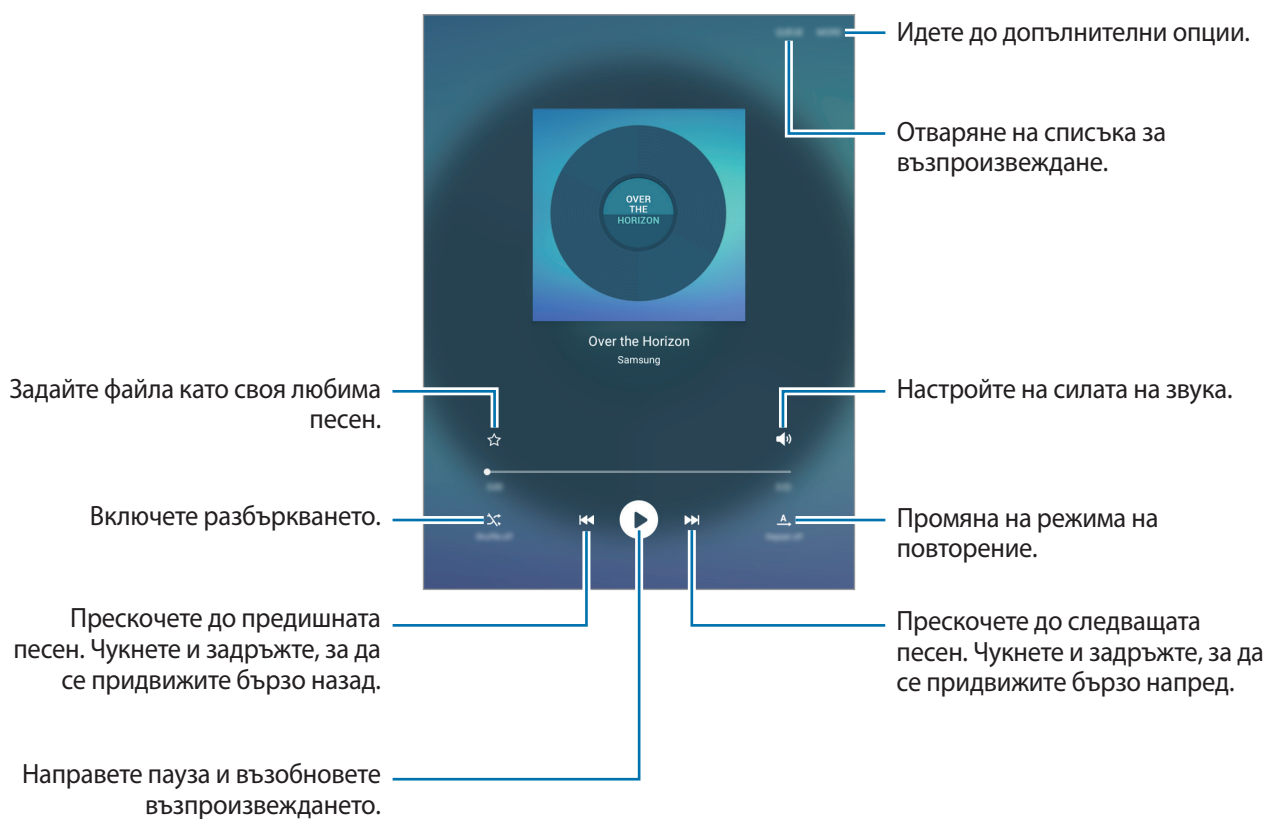 Идете до допълнителни опции.
Отваряне на списъка за
възпроизвеждане.
OVER
THE
HORIZON
Over the Horizon
Samsung
Задайте файла като своя любима
песен.
Настройте на силата на звука.
Включете разбъркването.
Промяна на режима на
повторение.
Прескочете до предишната
песен. Чукнете и задръжте, за да
се придвижите бързо назад.
Прескочете до следващата
песен. Чукнете и задръжте, за да
се придвижите бързо напред.
Направете пауза и възобновете
възпроизвеждането.